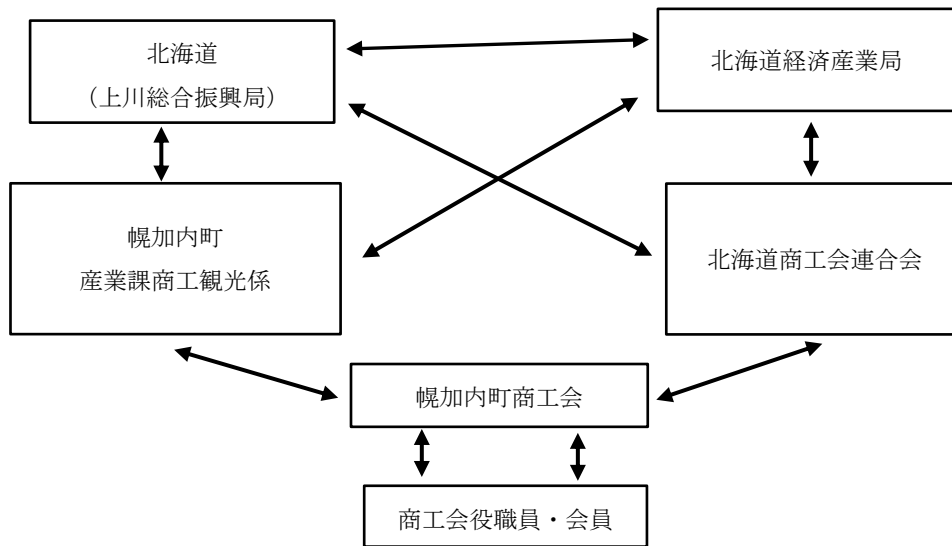 北海道
（上川総合振興局）
北海道経済産業局
幌加内町
産業課商工観光係
北海道商工会連合会
幌加内町商工会
商工会役職員・会員